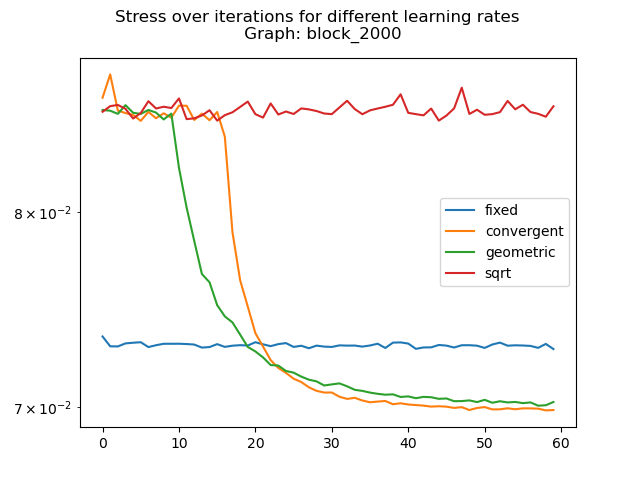 Stress over iterations for different learning rates
Graph: block_2000
8 × 10⁻²
7 × 10⁻²
fixed
convergent
geometric
sqrt
0 10 20 30 40 50 60